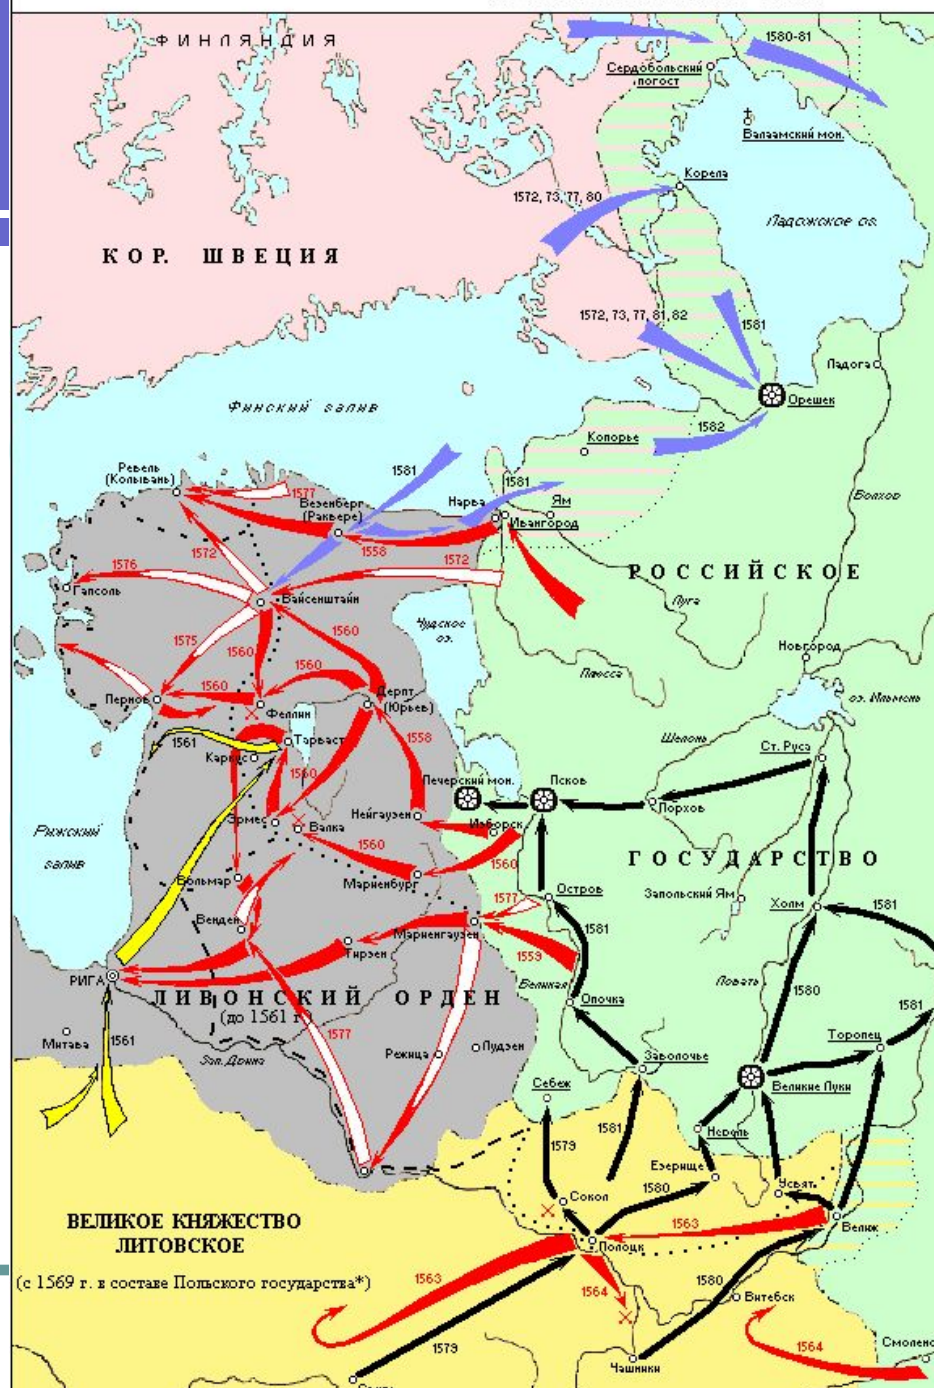 ФИНЛЯНДИЯ
1580-81
Сердобольский
погост
Валаамский мон.
Корела
1572, 73, 77, 80
Ладожское оз.
КОР. ШВЕЦИЯ
1572, 73, 77, 81, 82
1581
Ладога
Орешек
Финский залив
1582
Копорье
Ревель
(Колывань)
1577
1581
1581
Везенберг
(Раквере)
Нарва
Ям
Ивангород
Волхов
1558
1572
1572
1576
РОССИЙСКОЕ
Гапсоль
Вайсенштайн
Луга
Чудское
оз.
1575
1560
1560
Новгород
Плюсса
1560
1560
Пернов
Дерпт
(Юрьев)
оз. Ильмень
Феллин
1561
Тарваст
1558
Шелонь
Ст. Руса
Каркус
1560
Печерский мон.
Псков
Порхов
Нейгаузен
Изборск
Эрмес
Валка
Рижский
залив
1560
1560
ГОСУДАРСТВО
Вольмар
Мариенбург
Остров
Запольский Ям
Холм
1577
1581
Венден
Мариенгаузен
1581
Тирзен
1559
РИГА
Великая
Ловать
1580
ЛИВОНСКИЙ ОРДЕН
(до 1561 г.
Опочка
1581
Митава
1561
1577
Торопец
Зап. Двина
Режица
Лудзен
Заволочье
Себеж
Великие Луки
1579
1581
Невель
Езерище
Усвят
Сокол
1580
ВЕЛИКОЕ КНЯЖЕСТВО
ЛИТОВСКОЕ
1563
Велиж
Полоцк
(с 1569 г. в составе Польского государства*)
1563
1564
1580
Витебск
1579
1564
Смоленс
Чашники